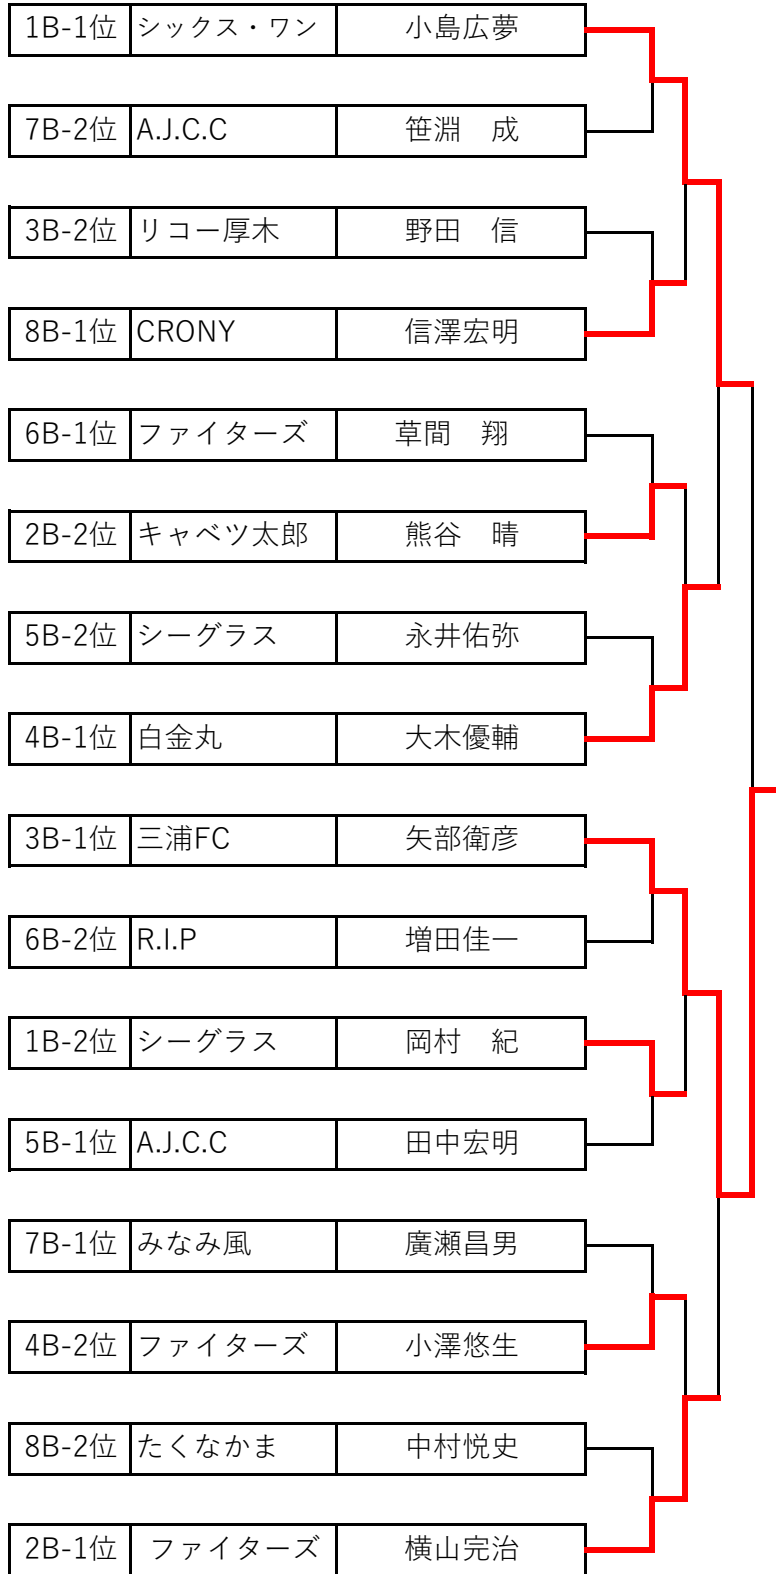 1B-1位 シックス・ワン 小島広夢
7B-2位 A.J.C.C 笹淵　成
3B-2位 リコー厚木 野田　信
8B-1位 CRONY 信澤宏明
6B-1位 ファイターズ 草間　翔
2B-2位 キャベツ太郎 熊谷　晴
5B-2位 シーグラス 永井佑弥
4B-1位 白金丸 大木優輔
3B-1位 三浦FC 矢部衛彦
6B-2位 R.I.P 増田佳一
1B-2位 シーグラス 岡村　紀
5B-1位 A.J.C.C 田中宏明
7B-1位 みなみ風 廣瀬昌男
4B-2位 ファイターズ 小澤悠生
8B-2位 たくなかま 中村悦史
2B-1位 ファイターズ 横山完治